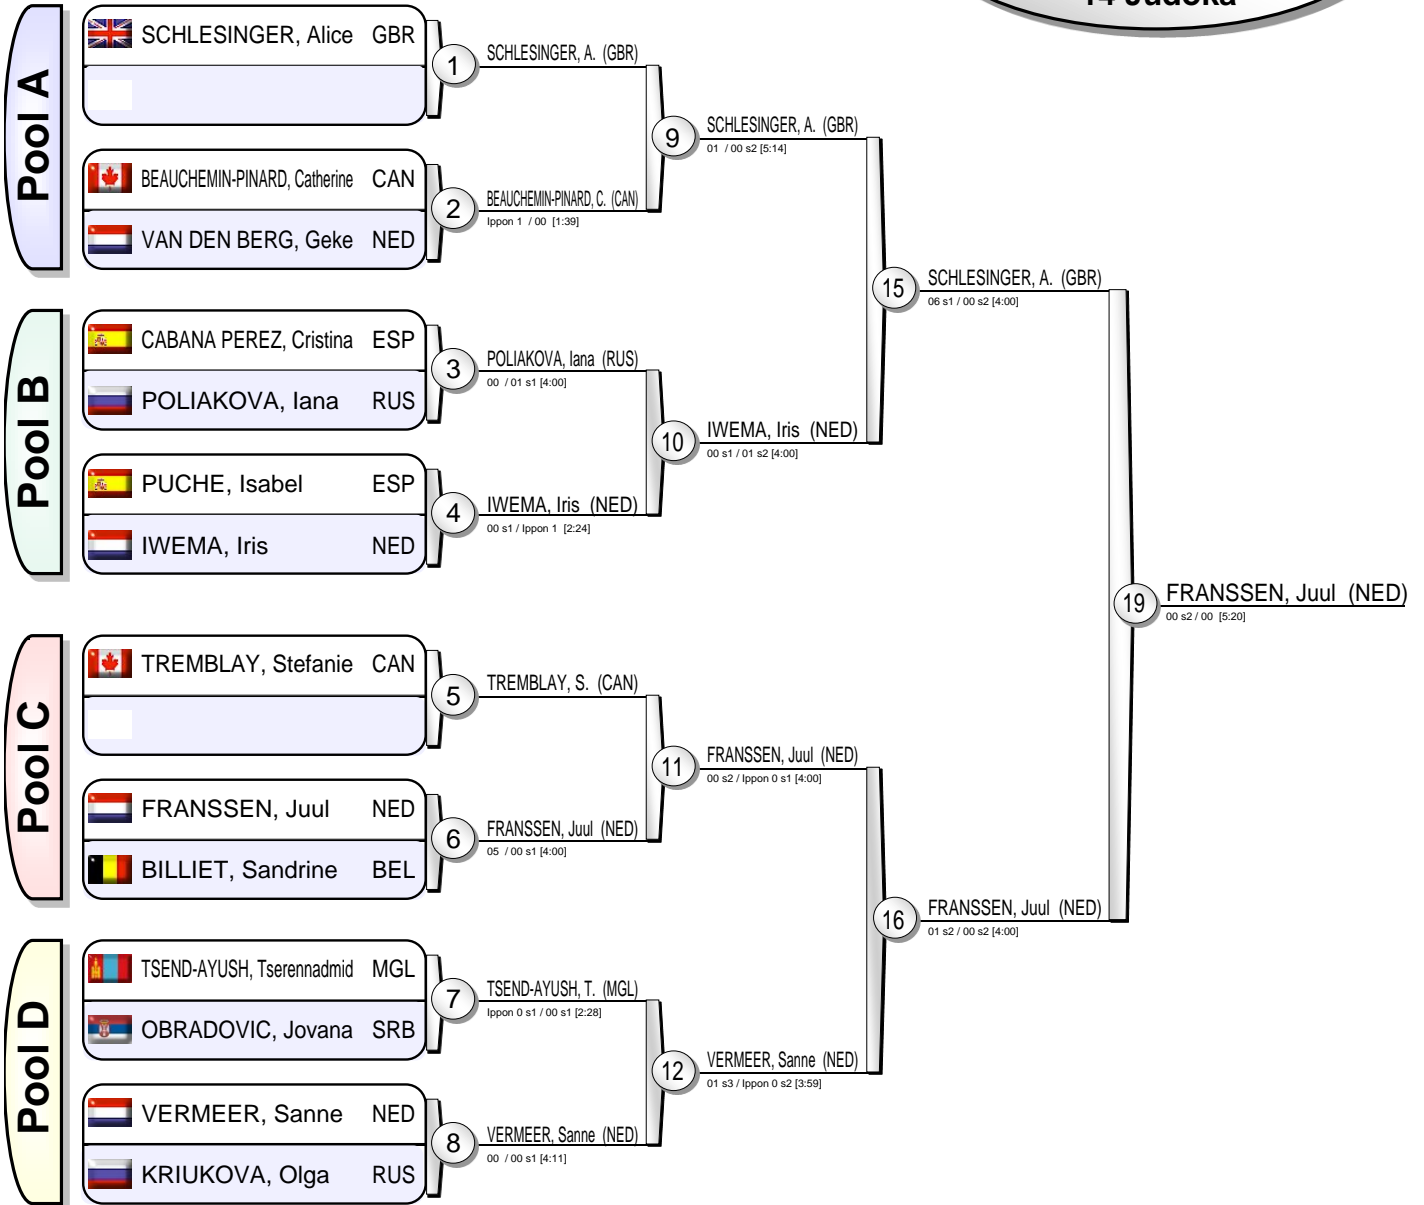 14 Judoka
Pool A
SCHLESINGER, Alice GBR
BEAUCHEMIN-PINARD, Catherine CAN
VAN DEN BERG, Geke NED
1
SCHLESINGER, A. (GBR)
2
BEAUCHEMIN-PINARD, C. (CAN)
Ippon 1 / 00 [1:39]
9
SCHLESINGER, A. (GBR)
01 / 00 s2 [5:14]
Pool B
CABANA PEREZ, Cristina ESP
POLIAKOVA, Iana RUS
PUCHE, Isabel ESP
IWEMA, Iris NED
3
POLIAKOVA, Iana (RUS)
00 / 01 s1 [4:00]
4
IWEMA, Iris (NED)
00 s1 / Ippon 1 [2:24]
10
IWEMA, Iris (NED)
00 s1 / 01 s2 [4:00]
15
SCHLESINGER, A. (GBR)
06 s1 / 00 s2 [4:00]
Pool C
TREMBLAY, Stefanie CAN
FRANSSEN, Juul NED
BILLIET, Sandrine BEL
5
TREMBLAY, S. (CAN)
6
FRANSSEN, Juul (NED)
05 / 00 s1 [4:00]
11
FRANSSEN, Juul (NED)
00 s2 / Ippon 0 s1 [4:00]
Pool D
TSEND-AYUSH, Tserennadmid MGL
OBRADOVIC, Jovana SRB
VERMEER, Sanne NED
KRIUKOVA, Olga RUS
7
TSEND-AYUSH, T. (MGL)
Ippon 0 s1 / 00 s1 [2:28]
8
VERMEER, Sanne (NED)
00 / 00 s1 [4:11]
12
VERMEER, Sanne (NED)
01 s3 / Ippon 0 s2 [3:59]
16
FRANSSEN, Juul (NED)
01 s2 / 00 s2 [4:00]
19
FRANSSEN, Juul (NED)
00 s2 / 00 [5:20]